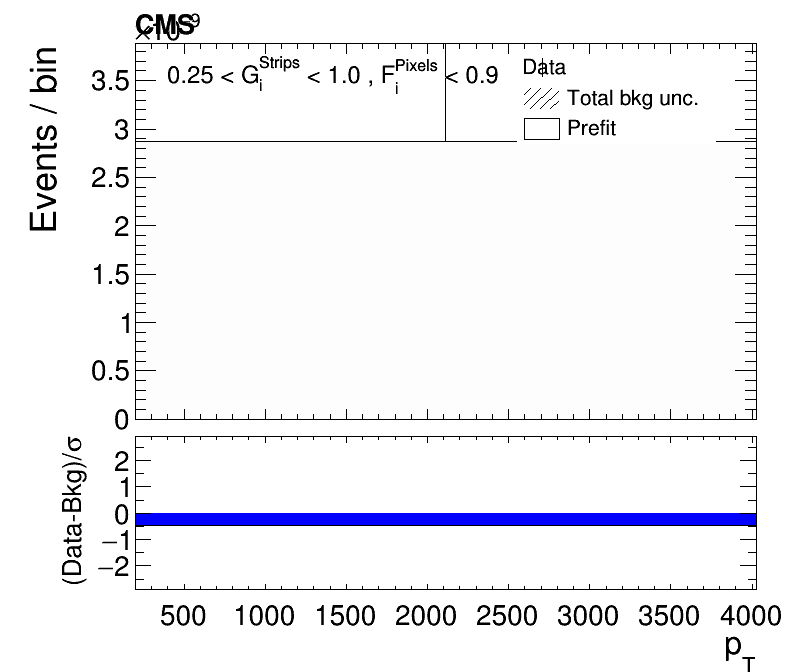 CMS
×10⁻⁹
Events / bin
3.5
3
2.5
2
1.5
1
0.5
0
0.25 < G_i^Strips < 1.0 , F_i^Pixels < 0.9
Data
Total bkg unc.
Prefit
(Data-Bkg)/σ
2
1
0
−1
−2
500 1000 1500 2000 2500 3000 3500 4000
p_T